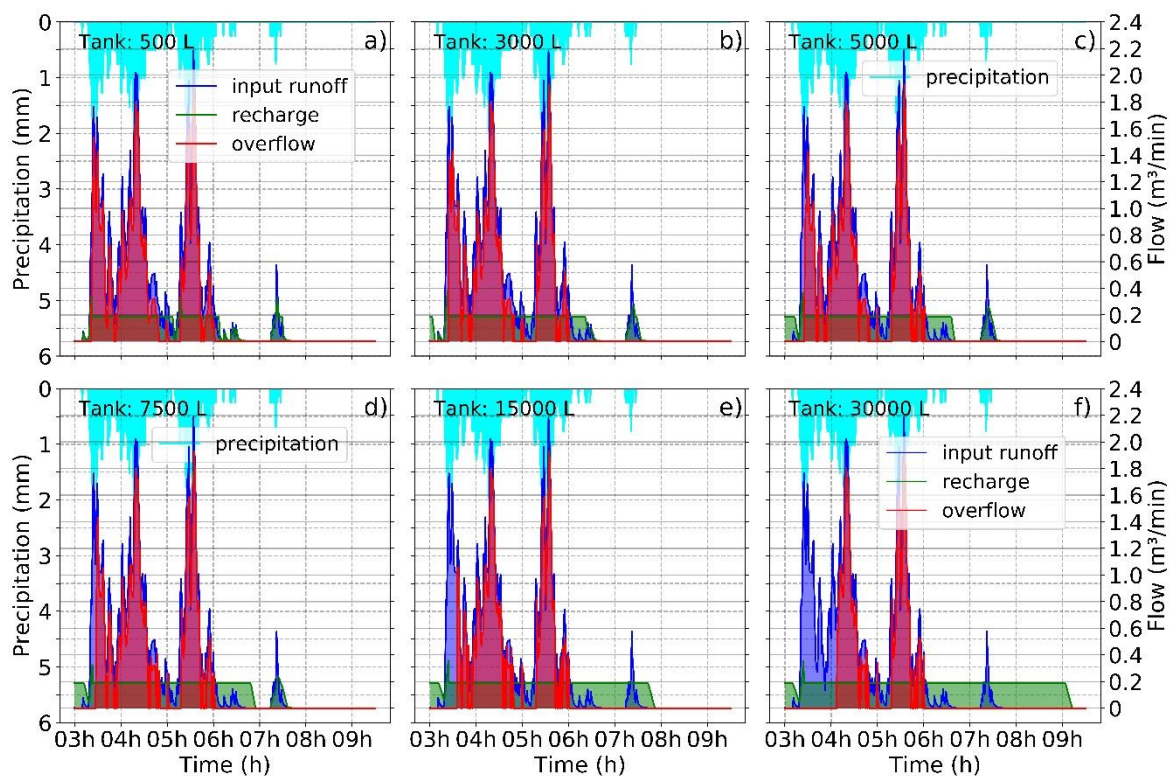 0
1
2
3
4
5
6
Precipitation (mm)
Tank: 500 L
a)
input runoff
recharge
overflow
Tank: 3000 L
b)
Tank: 5000 L
c)
precipitation
2.4
2.2
2.0
1.8
1.6
1.4
1.2
1.0
0.8
0.6
0.4
0.2
0
Flow (m³/min)
0
1
2
3
4
5
6
Precipitation (mm)
Tank: 7500 L
d)
precipitation
Tank: 15000 L
e)
Tank: 30000 L
f)
input runoff
recharge
overflow
2.4
2.2
2.0
1.8
1.6
1.4
1.2
1.0
0.8
0.6
0.4
0.2
0
Flow (m³/min)
03h 04h 05h 06h 07h 08h 09h
Time (h)
03h 04h 05h 06h 07h 08h 09h
Time (h)
03h 04h 05h 06h 07h 08h 09h
Time (h)